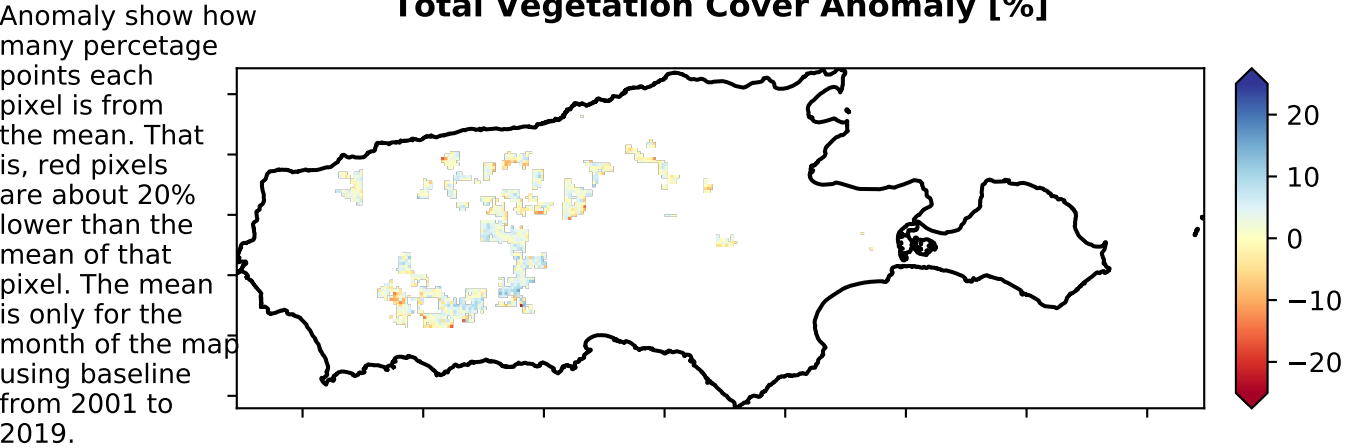 Total Vegetation Cover Anomaly [%]
Anomaly show how
many percetage
points each
pixel is from
the mean. That
is, red pixels
are about 20%
lower than the
mean of that
pixel. The mean
is only for the
month of the map
using baseline
from 2001 to
2019.
20
10
0
−10
−20